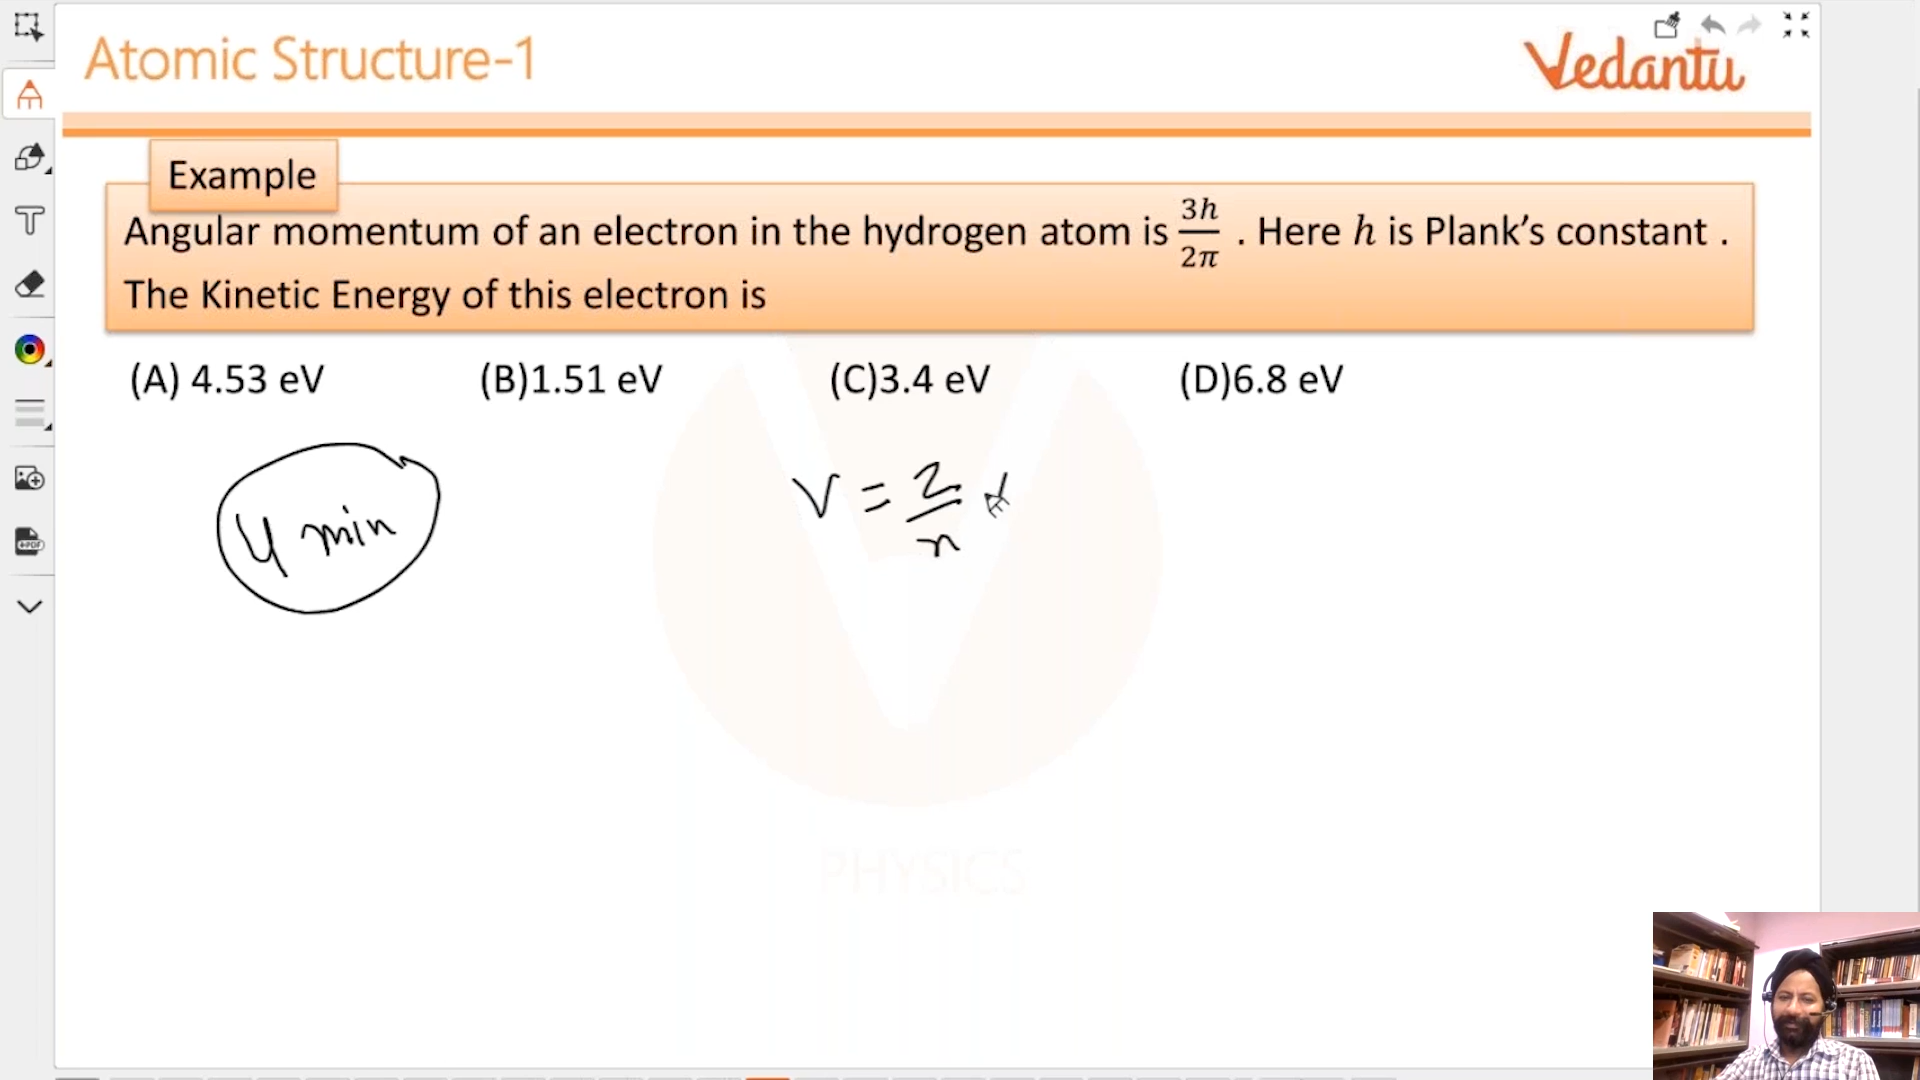 Atomic Structure-1
Vedantu
Example
Angular momentum of an electron in the hydrogen atom is 3h/2π . Here h is Plank's constant .
The Kinetic Energy of this electron is
(A) 4.53 eV (B)1.51 eV (C)3.4 eV (D)6.8 eV
4 min
V = Z/n
PHYSICS